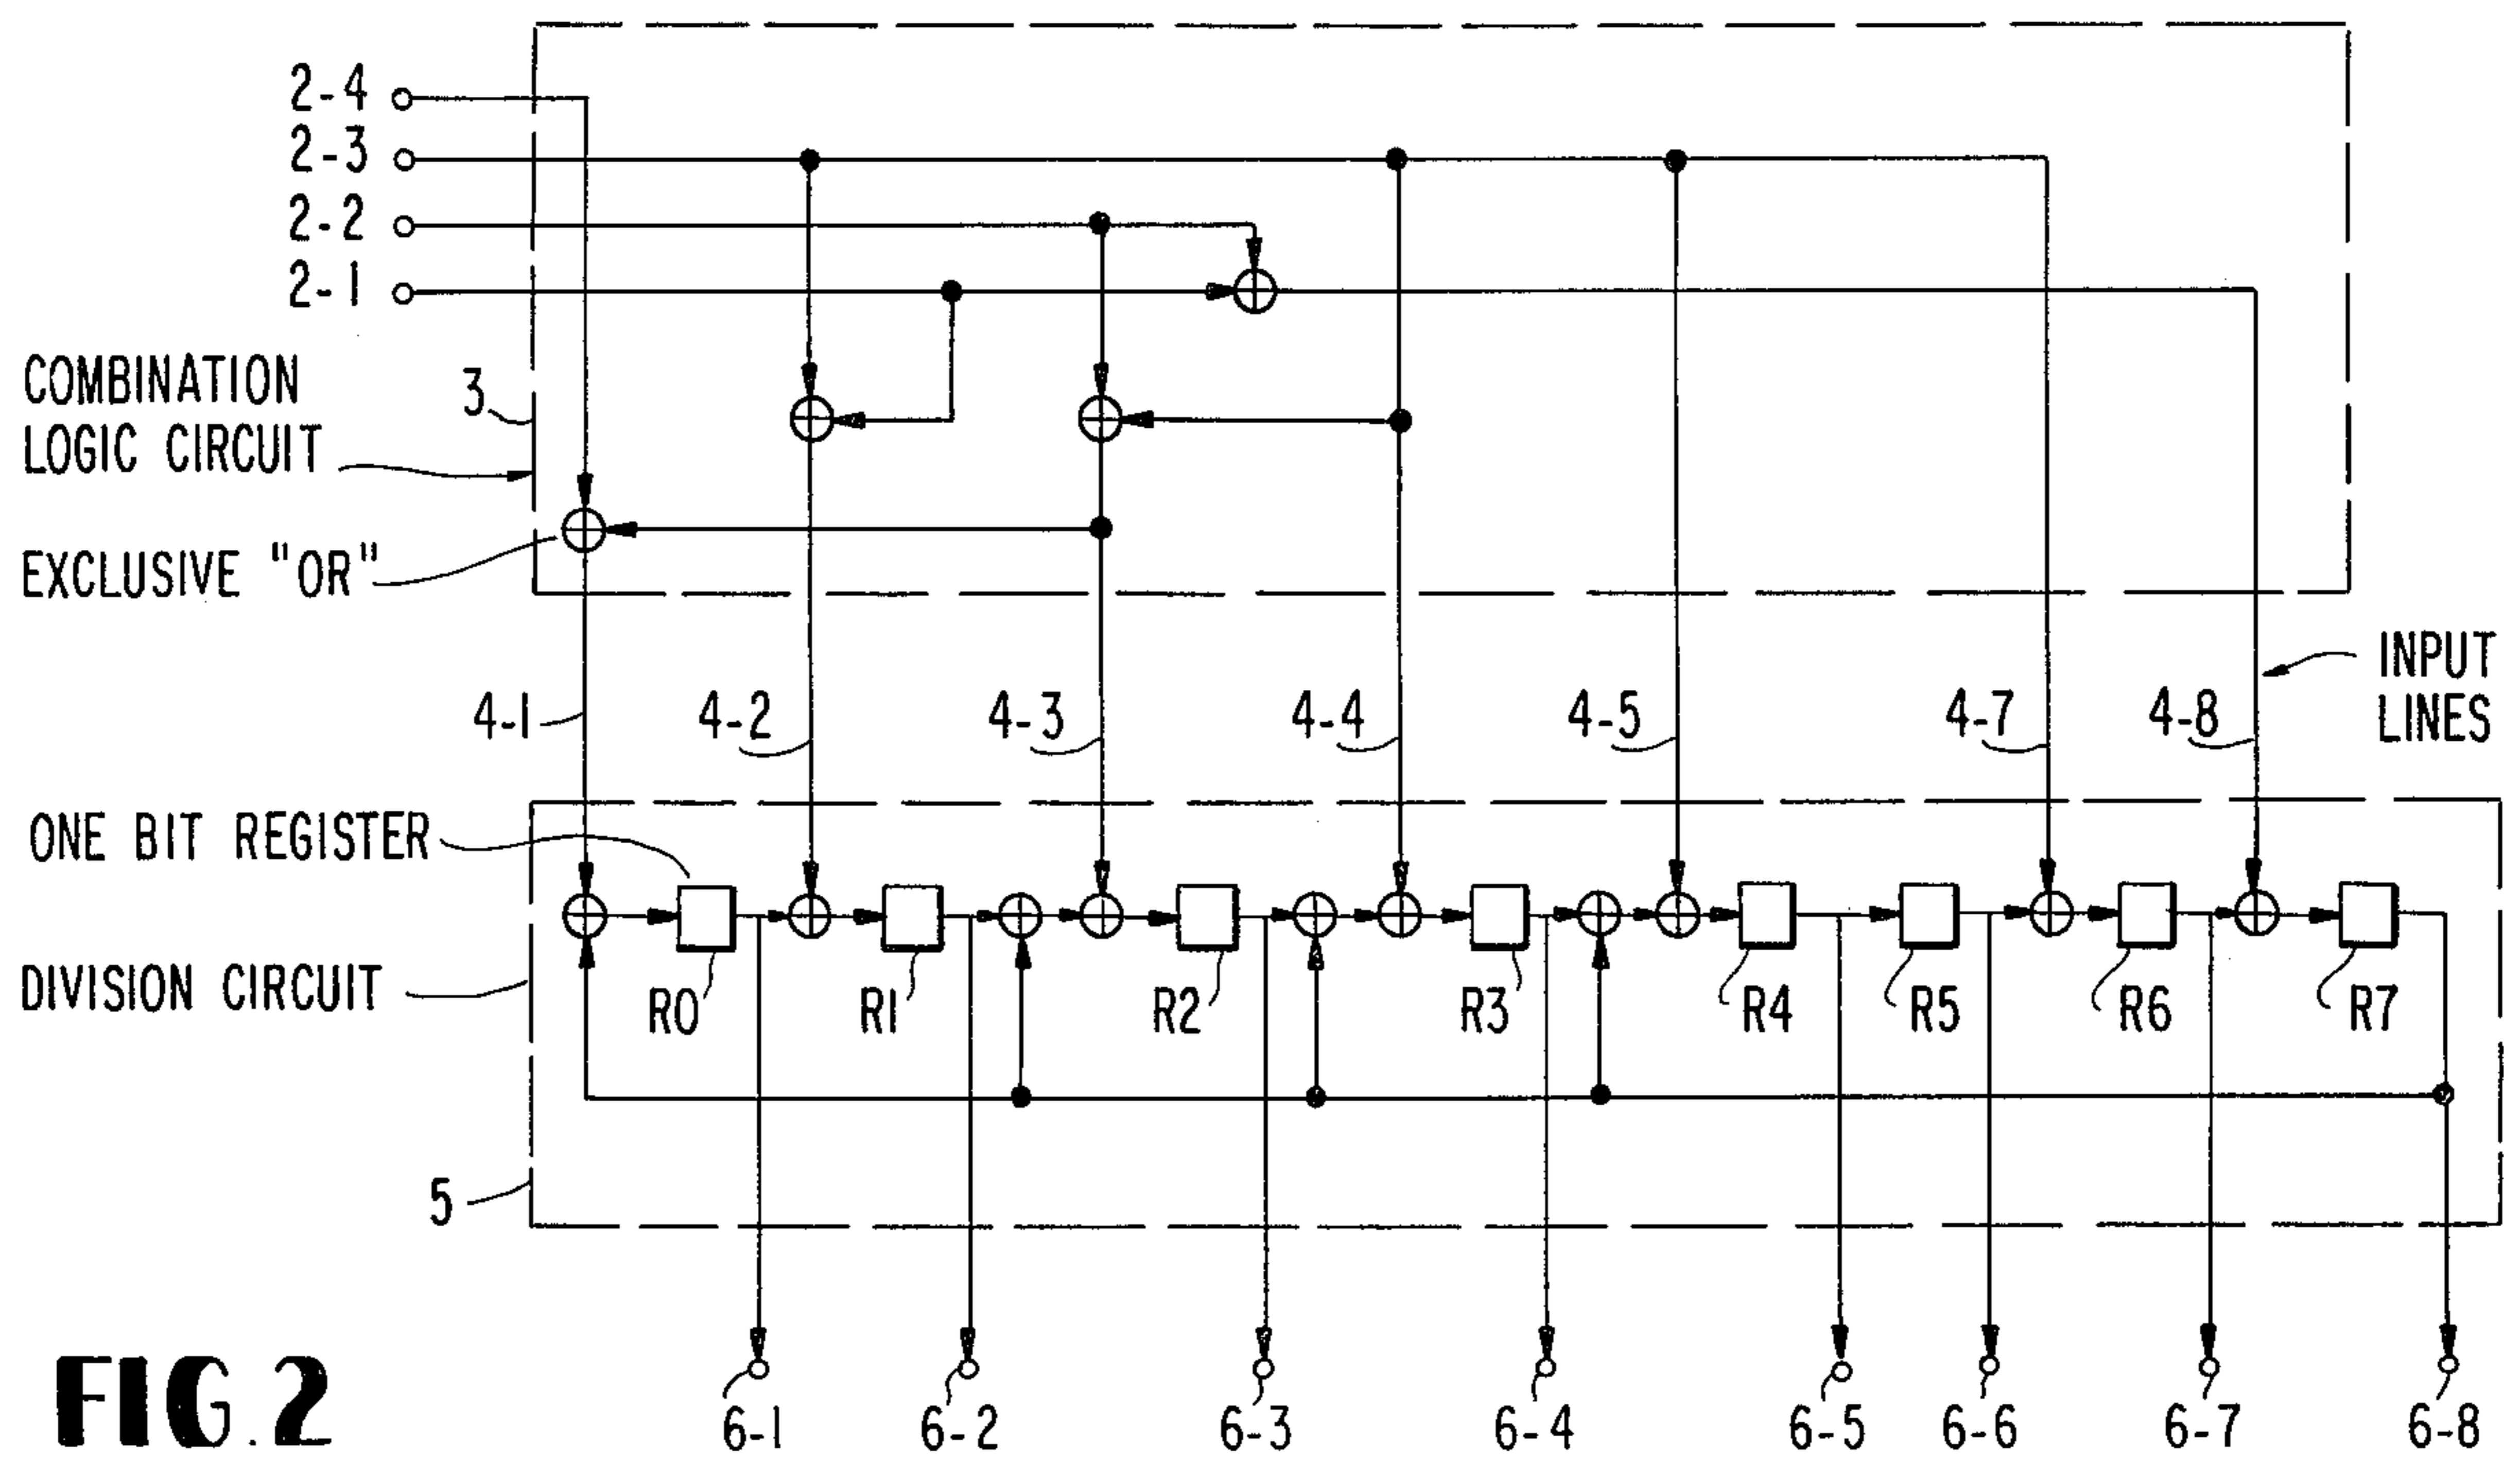 2-4
2-3
2-2
2-1
COMBINATION
LOGIC CIRCUIT
3
EXCLUSIVE "OR"
INPUT
LINES
4-1
4-2
4-3
4-4
4-5
4-7
4-8
ONE BIT REGISTER
DIVISION CIRCUIT
R0
R1
R2
R3
R4
R5
R6
R7
5
6-1
6-2
6-3
6-4
6-5
6-6
6-7
6-8
FIG.2